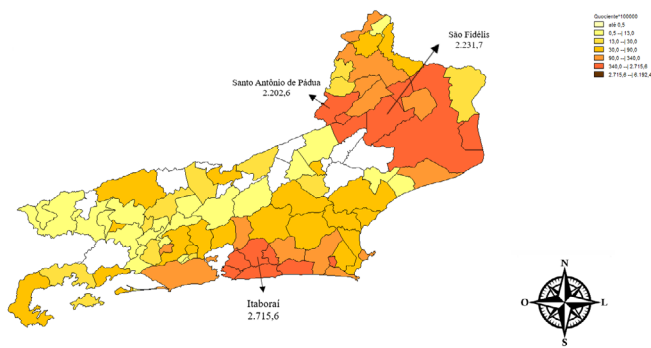 Quociente*100000
até 0,5
0,5 --| 13,0
13,0 --| 30,0
30,0 --| 90,0
90,0 --| 340,0
340,0 --| 2.715,6
2.715,6 --| 6.192,4
São Fidélis
2.231,7
Santo Antônio de Pádua
2.202,6
Itaboraí
2.715,6
N
O
L
S